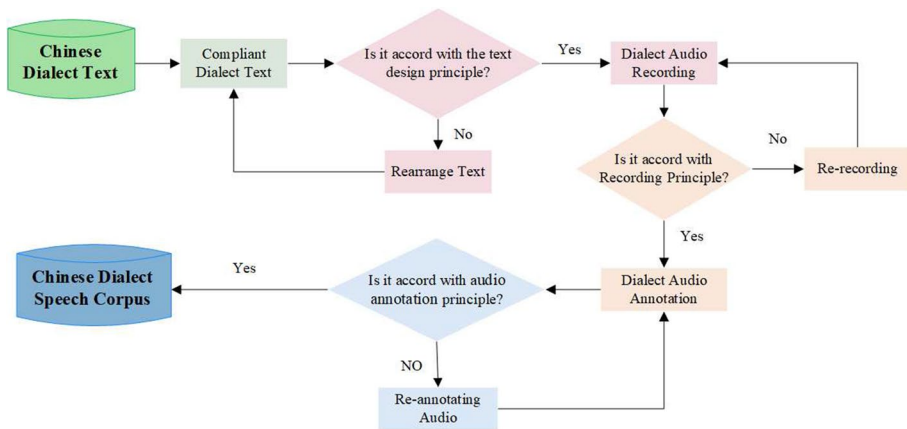 Chinese
Dialect Text
Compliant
Dialect Text
Is it accord with the text
design principle?
Yes
Dialect Audio
Recording
No
Rearrange Text
Is it accord with
Recording Principle?
No
Re-recording
Yes
Chinese Dialect
Speech Corpus
Yes
Is it accord with audio
annotation principle?
Dialect Audio
Annotation
NO
Re-annotating
Audio